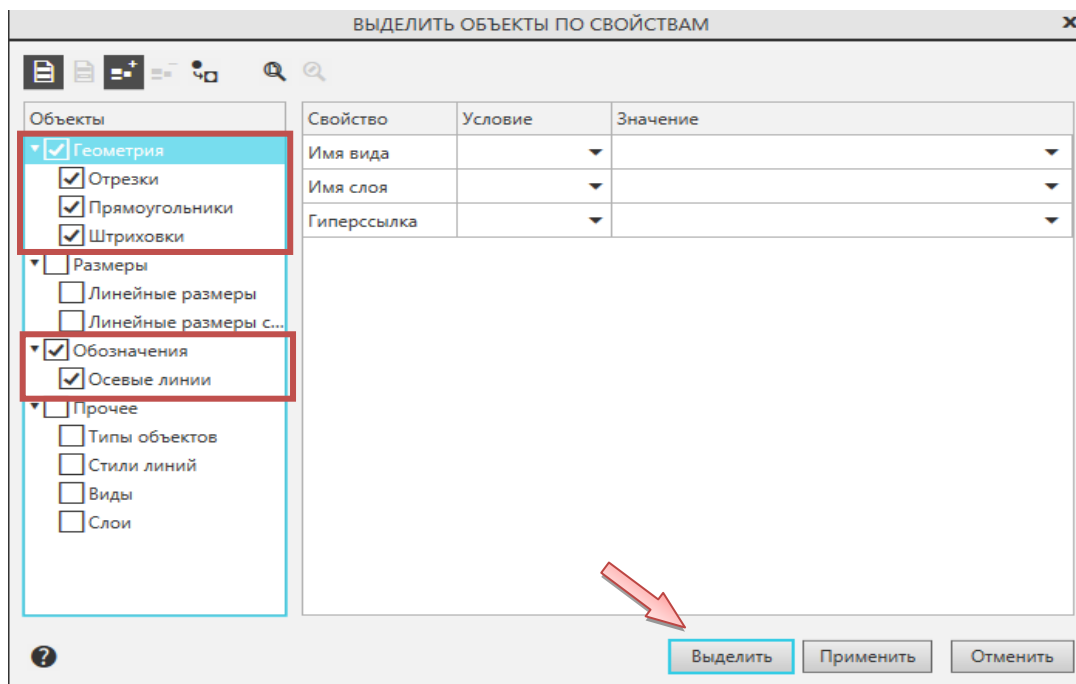 ВЫДЕЛИТЬ ОБЪЕКТЫ ПО СВОЙСТВАМ
Объекты
Геометрия
Отрезки
Прямоугольники
Штриховки
Размеры
Линейные размеры
Линейные размеры с...
Обозначения
Осевые линии
Прочее
Типы объектов
Стили линий
Виды
Слои
Свойство Условие Значение
Имя вида
Имя слоя
Гиперссылка
Выделить Применить Отменить